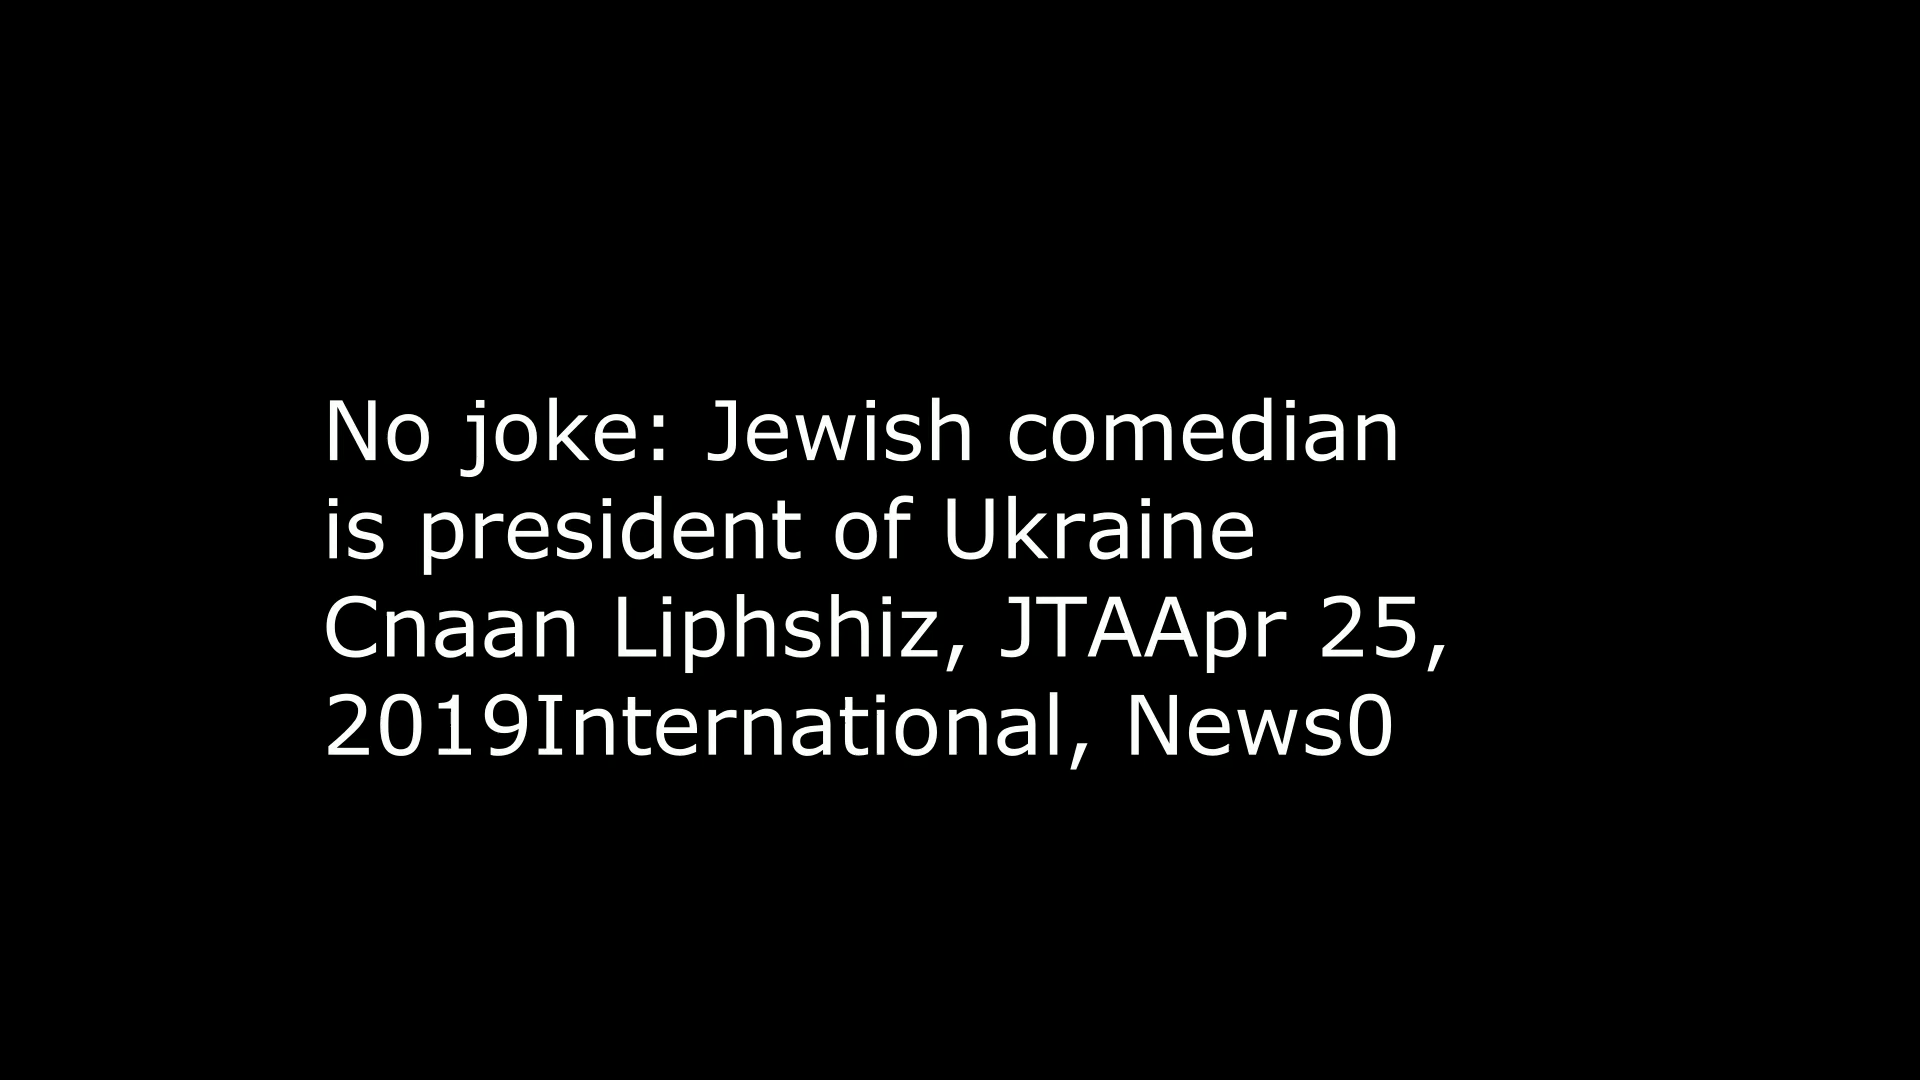 No joke: Jewish comedian
is president of Ukraine
Cnaan Liphshiz, JTAApr 25,
2019International, News0